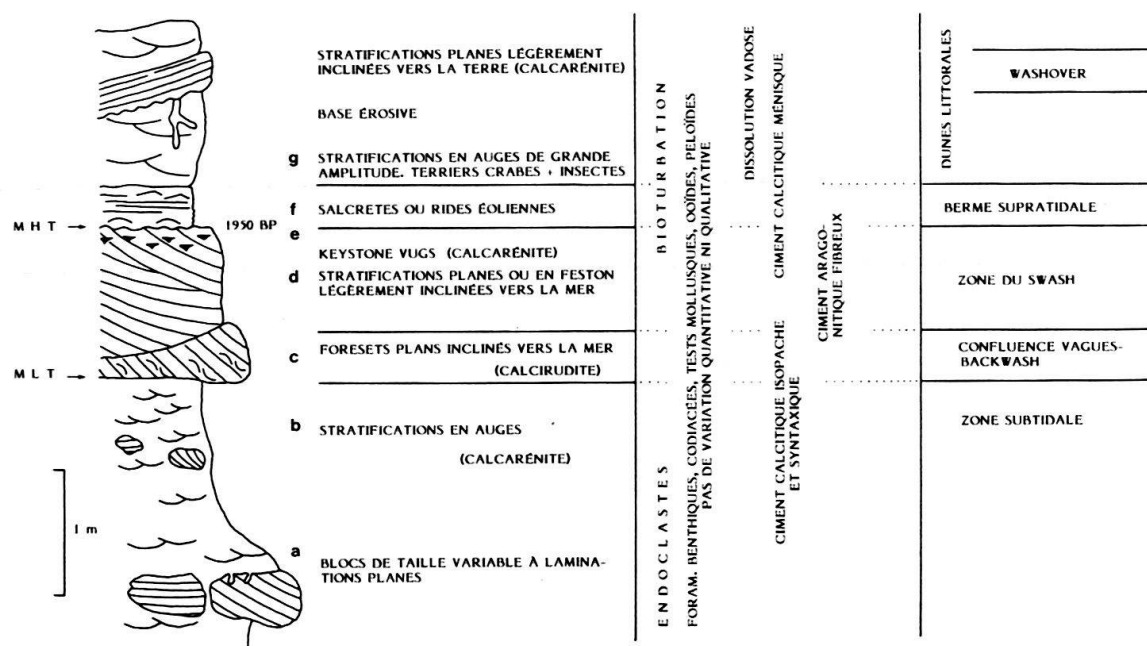 STRATIFICATIONS PLANES LÉGÈREMENT
INCLINÉES VERS LA TERRE (CALCARÉNITE)
BASE ÉROSIVE
g STRATIFICATIONS EN AUGES DE GRANDE
AMPLITUDE. TERRIERS CRABES + INSECTES
f SALCRETES OU RIDES ÉOLIENNES
MHT
1950 BP
e
KEYSTONE VUGS (CALCARÉNITE)
d STRATIFICATIONS PLANES OU EN FESTON
LÉGÈREMENT INCLINÉES VERS LA MER
c FORESETS PLANS INCLINÉS VERS LA MER
(CALCIRUDITE)
MLT
b STRATIFICATIONS EN AUGES
(CALCARÉNITE)
1 m
a BLOCS DE TAILLE VARIABLE À LAMINA-
TIONS PLANES
BIOTURBATION
ENDOCLASTES
FORAM. BENTHIQUES, CODIACÉES, TESTS MOLLUSQUES, OOÏDES, PELOÏDES
PAS DE VARIATION QUANTITATIVE NI QUALITATIVE
DISSOLUTION VADOSE
CIMENT CALCITIQUE MÉNISQUE
CIMENT CALCITIQUE ISOPACHE
ET SYNTAXIQUE
CIMENT ARAGO-
NITIQUE FIBREUX
DUNES LITTORALES
WASHOVER
BERME SUPRATIDALE
ZONE DU SWASH
CONFLUENCE VAGUES-
BACKWASH
ZONE SUBTIDALE